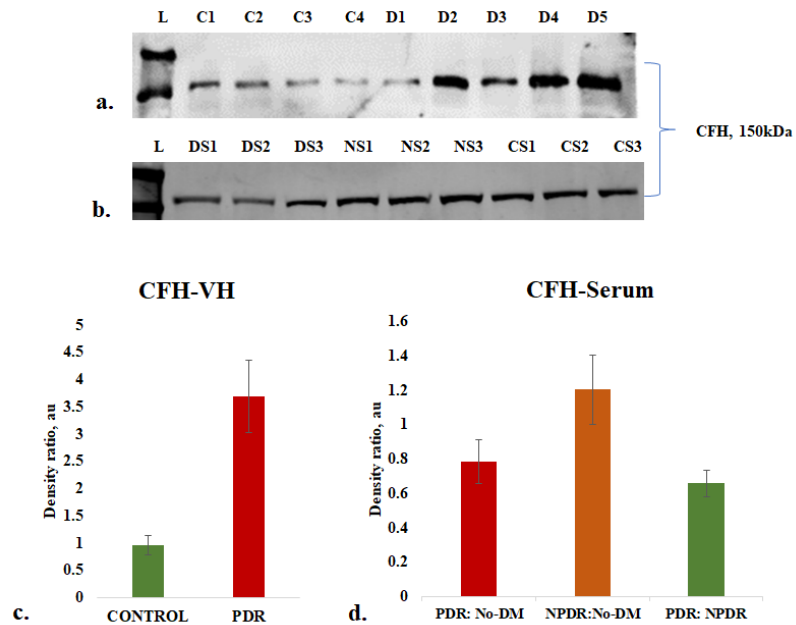 L C1 C2 C3 C4 D1 D2 D3 D4 D5
a.
CFH, 150kDa
L DS1 DS2 DS3 NS1 NS2 NS3 CS1 CS2 CS3
b.
CFH-VH
5
4.5
4
3.5
3
2.5
2
1.5
1
0.5
0
Density ratio, au
CONTROL PDR
c.
CFH-Serum
1.6
1.4
1.2
1
0.8
0.6
0.4
0.2
0
Density ratio, au
PDR: No-DM NPDR:No-DM PDR: NPDR
d.